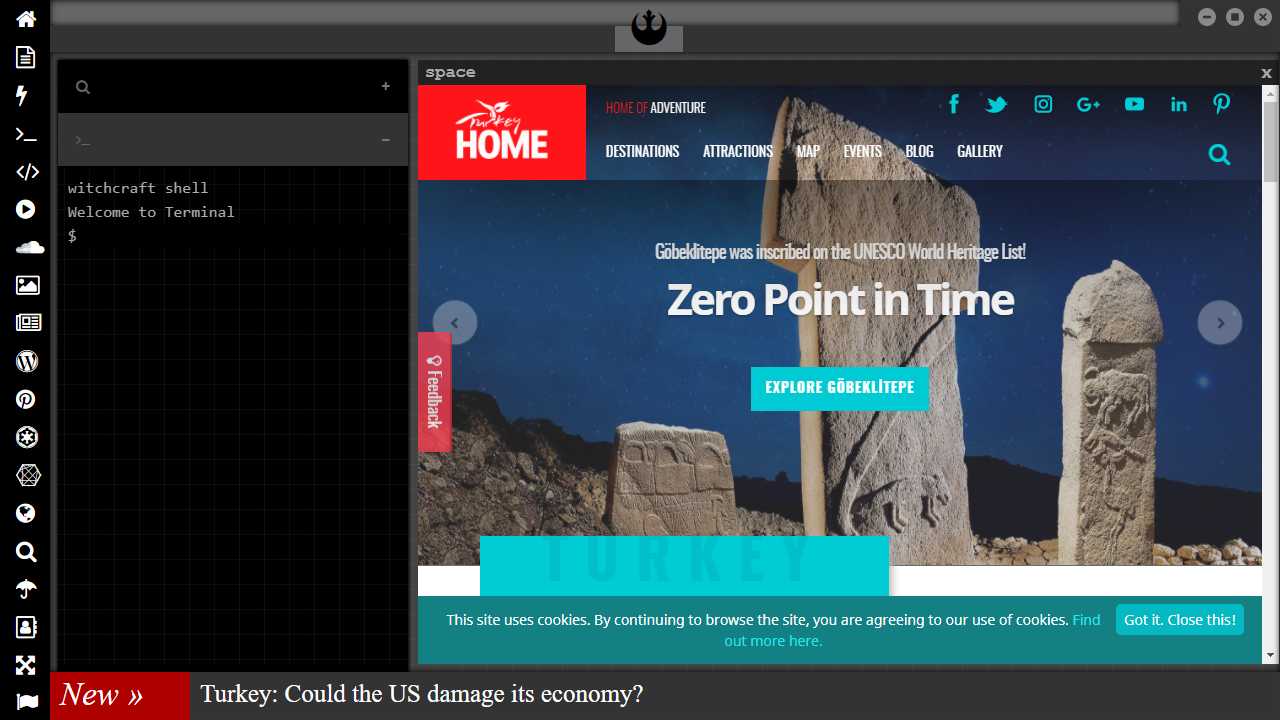 space
x
Turkey
HOME
HOME OF ADVENTURE
DESTINATIONS ATTRACTIONS MAP EVENTS BLOG GALLERY
witchcraft shell
Welcome to Terminal
$
Göbeklitepe was inscribed on the UNESCO World Heritage List!
Zero Point in Time
EXPLORE GÖBEKLİTEPE
Feedback
TURKEY
This site uses cookies. By continuing to browse the site, you are agreeing to our use of cookies. Find
out more here.
Got it. Close this!
New »
Turkey: Could the US damage its economy?